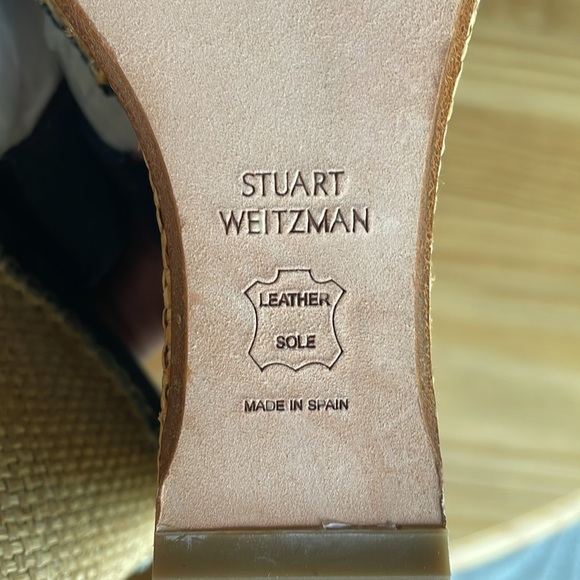 STUART
WEITZMAN
LEATHER
SOLE
MADE IN SPAIN